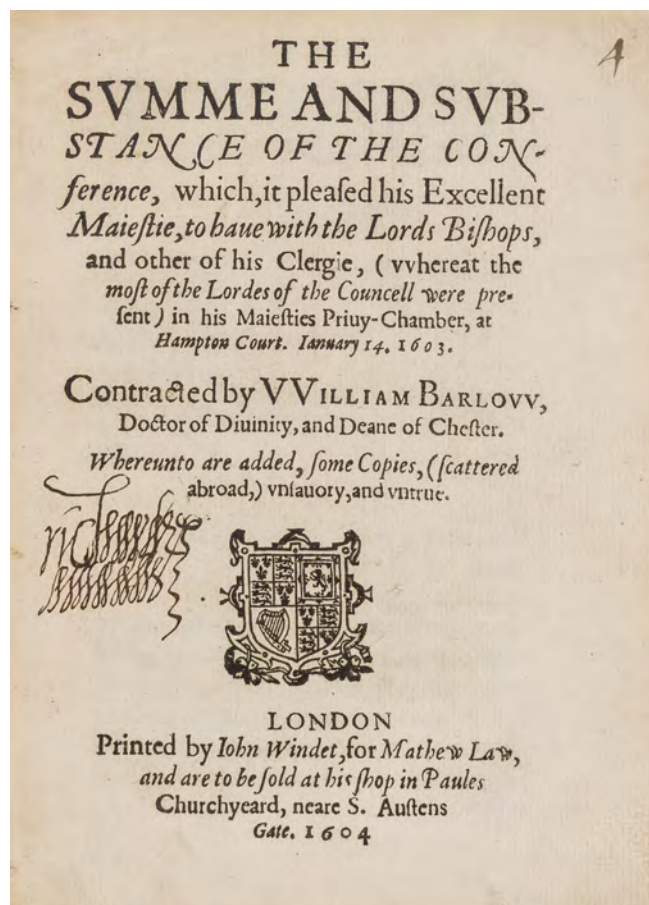 4
THE
SVMME AND SVB-
STANCE OF THE CON-
ference, which, it pleaſed his Excellent
Maieſtie, to haue with the Lords Biſhops,
and other of his Clergie, (vvhereat the
moſt of the Lordes of the Councell were pre-
ſent) in his Maieſties Priuy-Chamber, at
Hampton Court. Ianuary 14. 1603.
Contracted by VVILLIAM BARLOVV,
Doctor of Diuinity, and Deane of Cheſter.
Whereunto are added, ſome Copies, (ſcattered
abroad,) vnſauory, and vntrue.
LONDON
Printed by Iohn Windet, for Mathew Law,
and are to be ſold at his ſhop in Paules
Churchyeard, neare S. Auſtens
Gate. 1604